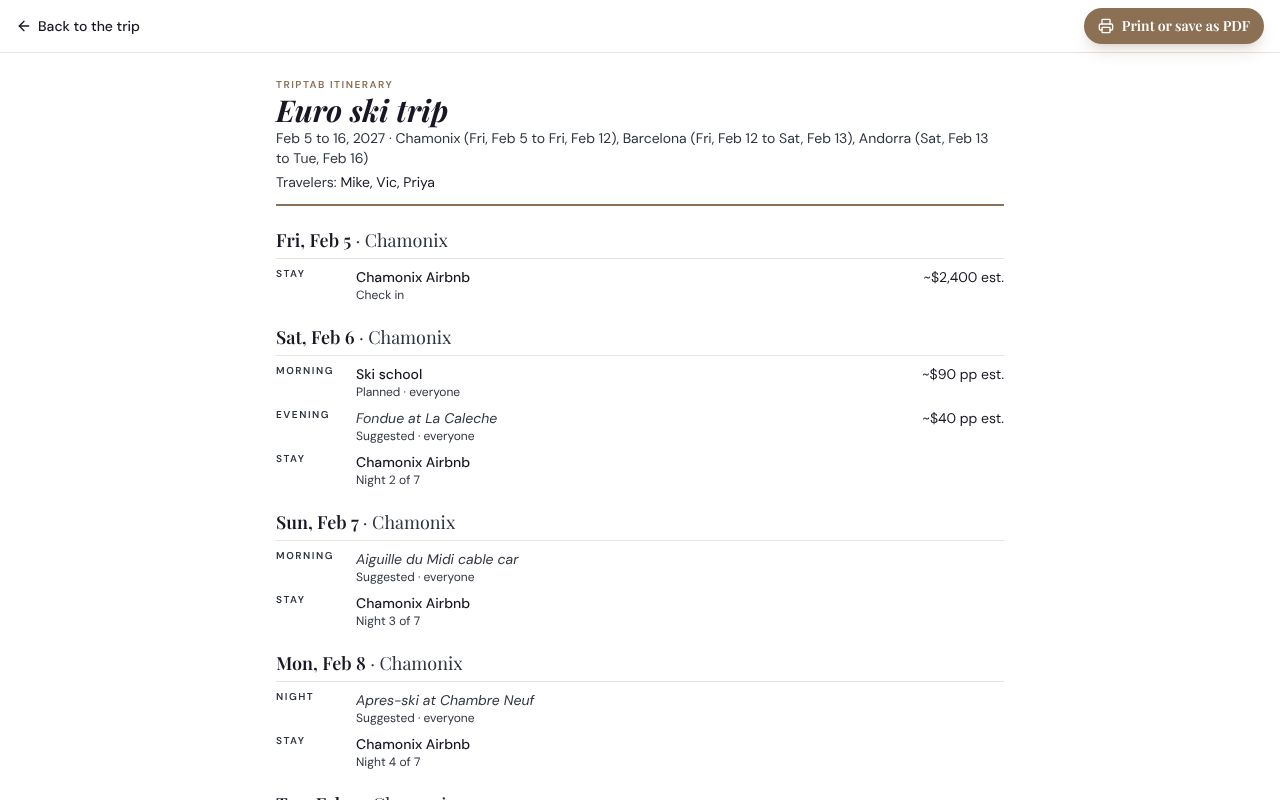 Back to the trip
Print or save as PDF
TRIPTAB ITINERARY
Euro ski trip
Feb 5 to 16, 2027 · Chamonix (Fri, Feb 5 to Fri, Feb 12), Barcelona (Fri, Feb 12 to Sat, Feb 13), Andorra (Sat, Feb 13
to Tue, Feb 16)
Travelers: Mike, Vic, Priya
Fri, Feb 5 · Chamonix
STAY Chamonix Airbnb ~$2,400 est.
Check in
Sat, Feb 6 · Chamonix
MORNING Ski school ~$90 pp est.
Planned · everyone
EVENING Fondue at La Caleche ~$40 pp est.
Suggested · everyone
STAY Chamonix Airbnb
Night 2 of 7
Sun, Feb 7 · Chamonix
MORNING Aiguille du Midi cable car
Suggested · everyone
STAY Chamonix Airbnb
Night 3 of 7
Mon, Feb 8 · Chamonix
NIGHT Apres-ski at Chambre Neuf
Suggested · everyone
STAY Chamonix Airbnb
Night 4 of 7